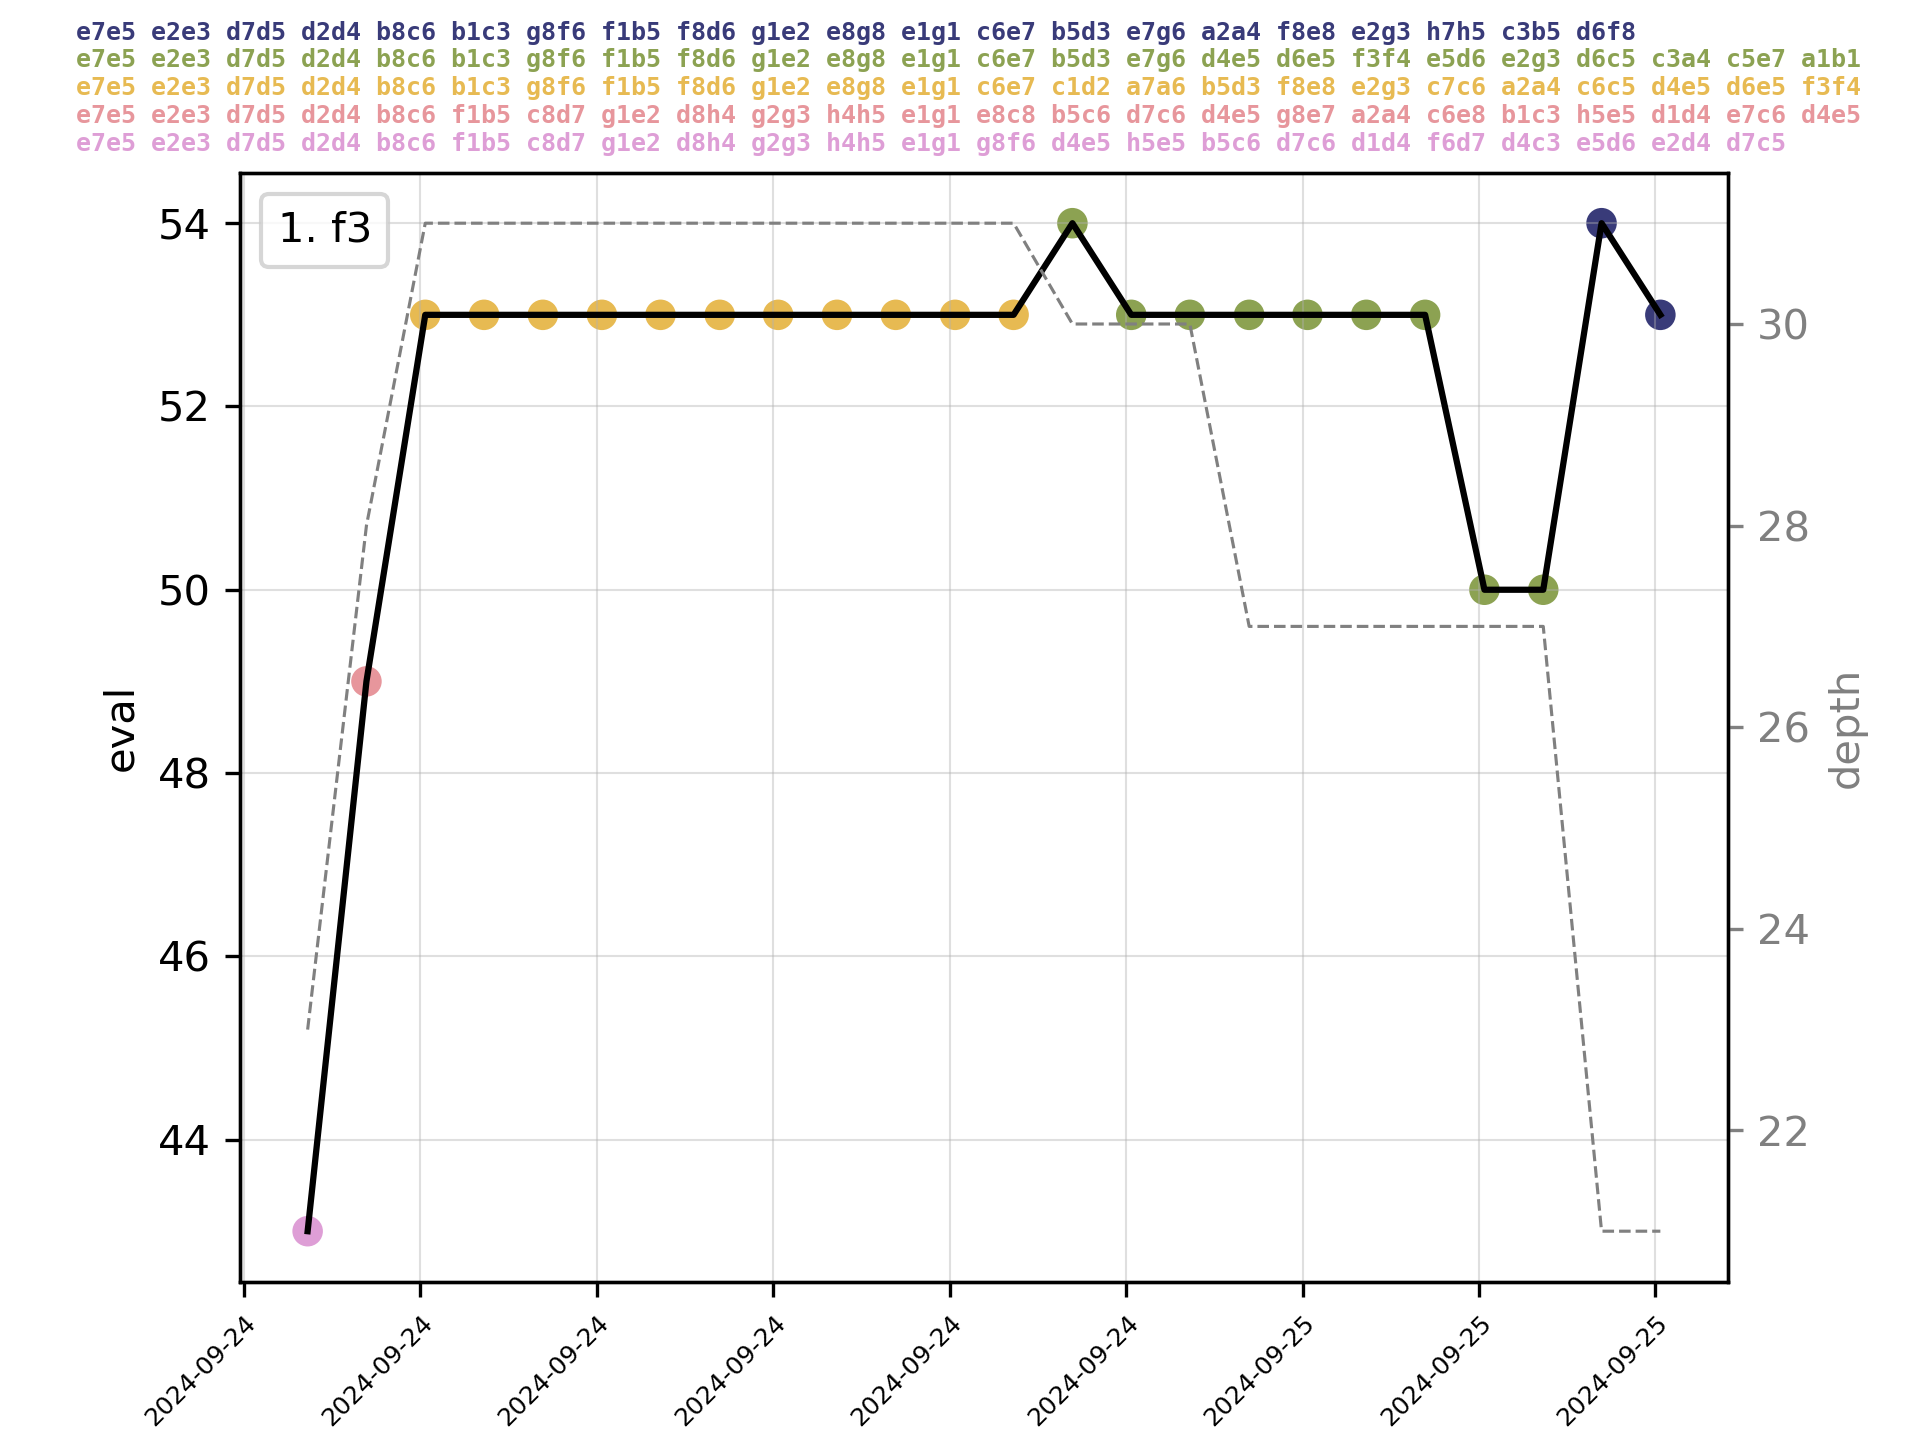 e7e5 e2e3 d7d5 d2d4 b8c6 b1c3 g8f6 f1b5 f8d6 g1e2 e8g8 e1g1 c6e7 b5d3 e7g6 a2a4 f8e8 e2g3 h7h5 c3b5 d6f8
e7e5 e2e3 d7d5 d2d4 b8c6 b1c3 g8f6 f1b5 f8d6 g1e2 e8g8 e1g1 c6e7 b5d3 e7g6 d4e5 d6e5 f3f4 e5d6 e2g3 d6c5 c3a4 c5e7 a1b1
e7e5 e2e3 d7d5 d2d4 b8c6 b1c3 g8f6 f1b5 f8d6 g1e2 e8g8 e1g1 c6e7 c1d2 a7a6 b5d3 f8e8 e2g3 c7c6 a2a4 c6c5 d4e5 d6e5 f3f4
e7e5 e2e3 d7d5 d2d4 b8c6 f1b5 c8d7 g1e2 d8h4 g2g3 h4h5 e1g1 e8c8 b5c6 d7c6 d4e5 g8e7 a2a4 c6e8 b1c3 h5e5 d1d4 e7c6 d4e5
e7e5 e2e3 d7d5 d2d4 b8c6 f1b5 c8d7 g1e2 d8h4 g2g3 h4h5 e1g1 g8f6 d4e5 h5e5 b5c6 d7c6 d1d4 f6d7 d4c3 e5d6 e2d4 d7c5
1. f3
54
52
50
48
46
44
eval
30
28
26
24
22
depth
2024-09-24
2024-09-24
2024-09-24
2024-09-24
2024-09-24
2024-09-24
2024-09-25
2024-09-25
2024-09-25